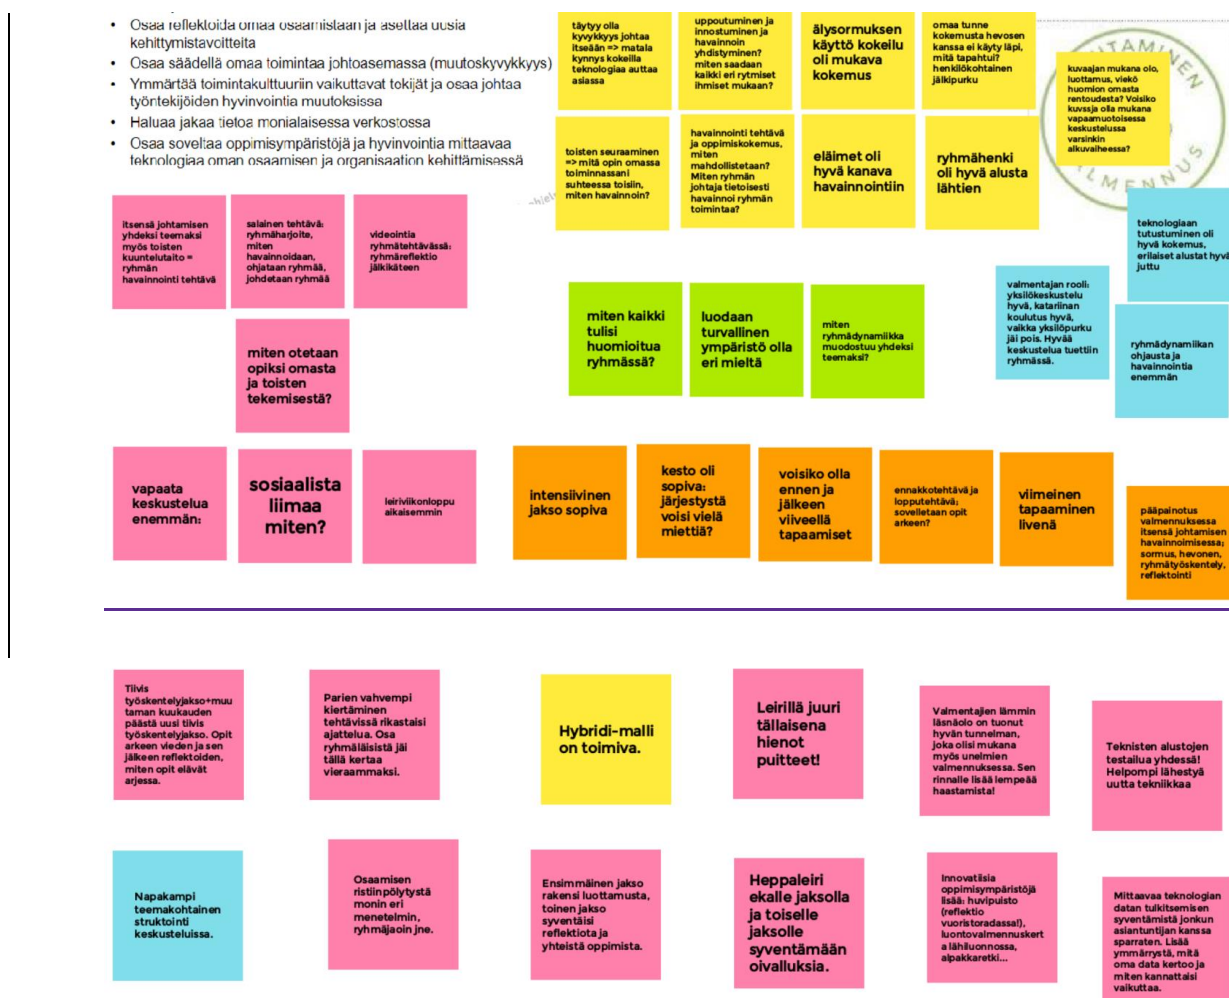 Osaa reflektoida omaa osaamistaan ja asettaa uusia
kehittymistavoitteita
Osaa säädellä omaa toimintaa johtoasemassa (muutoskyvykkyys)
Ymmärtää toimintakulttuuriin vaikuttavat tekijät ja osaa johtaa
työntekijöiden hyvinvointia muutoksissa
Haluaa jakaa tietoa monialaisessa verkostossa
Osaa soveltaa oppimisympäristöjä ja hyvinvointia mittaavaa
teknologiaa oman osaamisen ja organisaation kehittämisessä
täytyy olla
kyvykkyys johtaa
itseään => matala
kynnys kokeilla
teknologiaa auttaa
asiassa
uppoutuminen ja
innostuminen ja
havainnoin
yhdistyminen?
miten saadaan
kaikki eri rytmiset
ihmiset mukaan?
älysormuksen
käyttö kokeilu
oli mukava
kokemus
omaa tunne
kokemusta hevosen
kanssa ei käyty läpi,
mitä tapahtui?
henkilökohtainen
jälkipurku
kuvaajan mukana olo,
luottamus, viekö
huomion omasta
rentoudesta? Voisiko
kuvssja olla mukana
vapaamuotoisessa
keskustelussa
varsinkin
alkuvaiheessa?
VALMENNUS
toisten seuraaminen
=> mitä opin omassa
toiminnassani
suhteessa toisiin,
miten havainnoin?
havainnointi tehtävä
ja oppimiskokemus,
miten
mahdollistetaan?
Miten ryhmän
johtaja tietoisesti
havainnoi ryhmän
toimintaa?
eläimet oli
hyvä kanava
havainnointiin
ryhmähenki
oli hyvä alusta
lähtien
itsensä johtamisen
yhdeksi teemaksi
myös toisten
kuuntelutaito =
ryhmän
havainnointi tehtävä
salainen tehtävä:
ryhmäharjoite,
miten
havainnoidaan,
ohjataan ryhmää,
johdetaan ryhmää
videointia
ryhmätehtävässä:
ryhmäreflektio
jälkikäteen
teknologiaan
tutustuminen oli
hyvä kokemus,
erilaiset alustat hyvä
juttu
miten kaikki
tulisi
huomioitua
ryhmässä?
luodaan
turvallinen
ympäristö olla
eri mieltä
miten
ryhmädynamiikka
muodostuu yhdeksi
teemaksi?
valmentajan rooli:
yksilökeskustelu
hyvä, katariinan
koulutus hyvä,
vaikka yksilöpurku
jäi pois. Hyvää
keskustelua tuettiin
ryhmässä.
ryhmädynamiikan
ohjausta ja
havainnointia
enemmän
miten otetaan
opiksi omasta
ja toisten
tekemisestä?
vapaata
keskustelua
enemmän:
sosiaalista
liimaa
miten?
leiriviikonloppu
aikaisemmin
intensiivinen
jakso sopiva
kesto oli
sopiva:
järjestystä
voisi vielä
miettiä?
voisiko olla
ennen ja
jälkeen
viiveellä
tapaamiset
ennakkotehtävä ja
lopputehtävä;
sovelletaan opit
arkeen?
viimeinen
tapaaminen
livenä
pääpainotus
valmennuksessa
itsensä johtamisen
havainnoimisessa;
sormus, hevonen,
ryhmätyöskentely,
reflektointi
Tiivis
työskentelyjakso+muu
taman kuukauden
päästä uusi tiivis
työskentelyjakso. Opit
arkeen vieden ja sen
jälkeen reflektoiden,
miten opit elävät
arjessa.
Parien vahvempi
kiertäminen
tehtävissä rikastaisi
ajattelua. Osa
ryhmäläisistä jäi
tällä kertaa
vieraammaksi.
Hybridi-malli
on toimiva.
Leirillä juuri
tällaisena
hienot
puitteet!
Valmentajien lämmin
läsnäolo on tuonut
hyvän tunnelman,
joka olisi mukana
myös unelmien
valmennuksessa. Sen
rinnalle lisää lempeää
haastamista!
Teknisten alustojen
testailua yhdessä!
Helpompi lähestyä
uutta tekniikkaa
Napakampi
teemakohtainen
struktointi
keskusteluissa.
Osaamisen
ristiinpölytystä
monin eri
menetelmin,
ryhmäjaoin jne.
Ensimmäinen jakso
rakensi luottamusta,
toinen jakso
syventäisi
reflektiota ja
yhteistä oppimista.
Heppaleiri
ekalle jaksolla
ja toiselle
jaksolle
syventämään
oivalluksia.
Innovatiisia
oppimisympäristöjä
lisää: huvipuisto
(reflektio
vuoristoradassa!),
luontovalmennuskert
a lähiluonnossa,
alpakkaretki...
Mittaavaa teknologian
datan tulkitsemisen
syventämistä jonkun
asiantuntijan kanssa
sparraten. Lisää
ymmärrystä, mitä
oma data kertoo ja
miten kannattaisi
vaikuttaa.